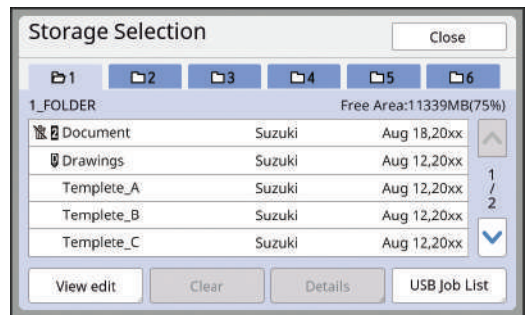 Storage Selection
Close
1 2 3 4 5 6
1_FOLDER Free Area:11339MB(75%)
2 Document Suzuki Aug 18,20xx
Drawings Suzuki Aug 12,20xx
Templete_A Suzuki Aug 12,20xx
Templete_B Suzuki Aug 12,20xx
Templete_C Suzuki Aug 12,20xx
1
/
2
View edit Clear Details USB Job List